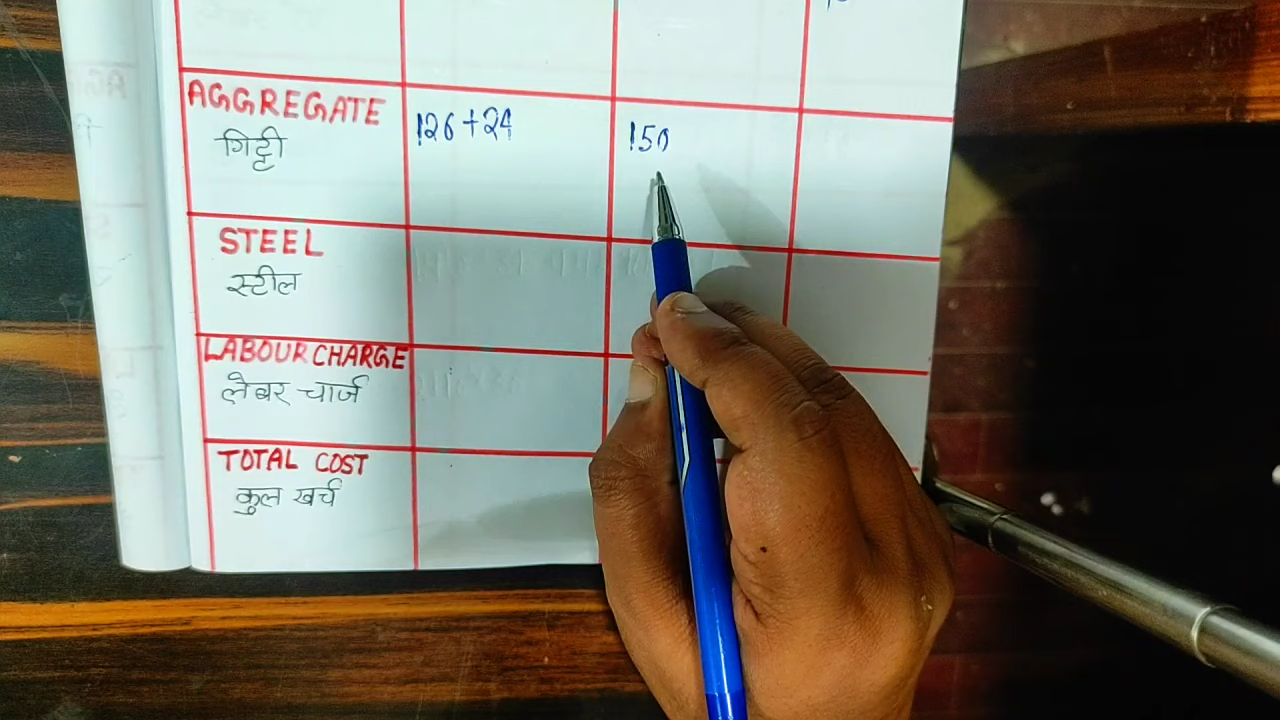 AGGREGATE 126+24 150
गिट्टी
STEEL
स्टील
LABOUR CHARGE
लेबर चार्ज
TOTAL COST
कुल खर्च